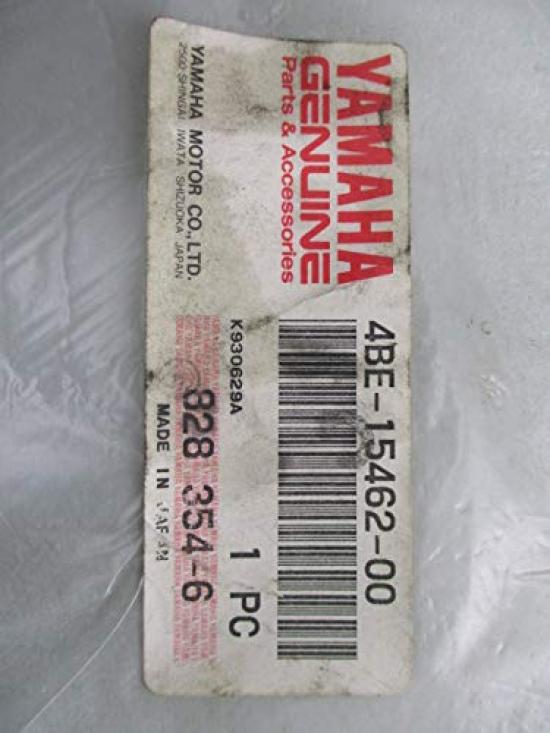 YAMAHA
GENUINE
Parts & Accessories
YAMAHA MOTOR CO., LTD.
2500 SHINGAI IWATA SHIZUOKA JAPAN
4BE-15462-00
K930629A
1 PC
828 354-6
MADE IN JAPAN